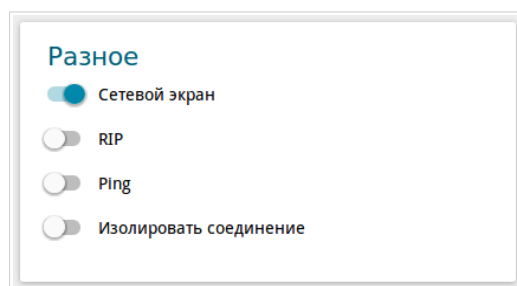 Разное
Сетевой экран
RIP
Ping
Изолировать соединение